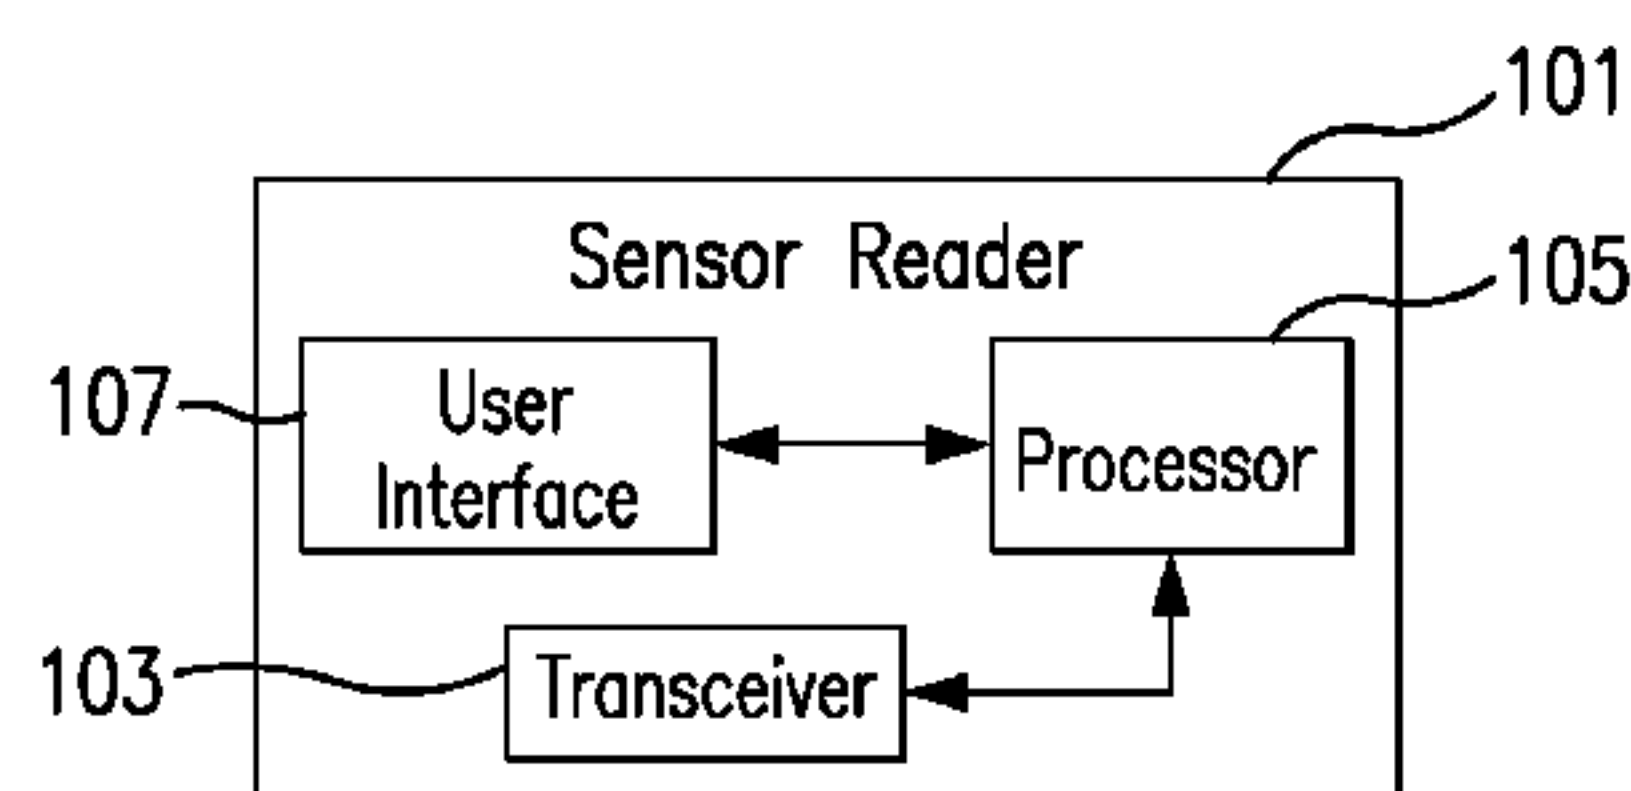 101
Sensor Reader
105
107
User
Interface
Processor
103
Transceiver